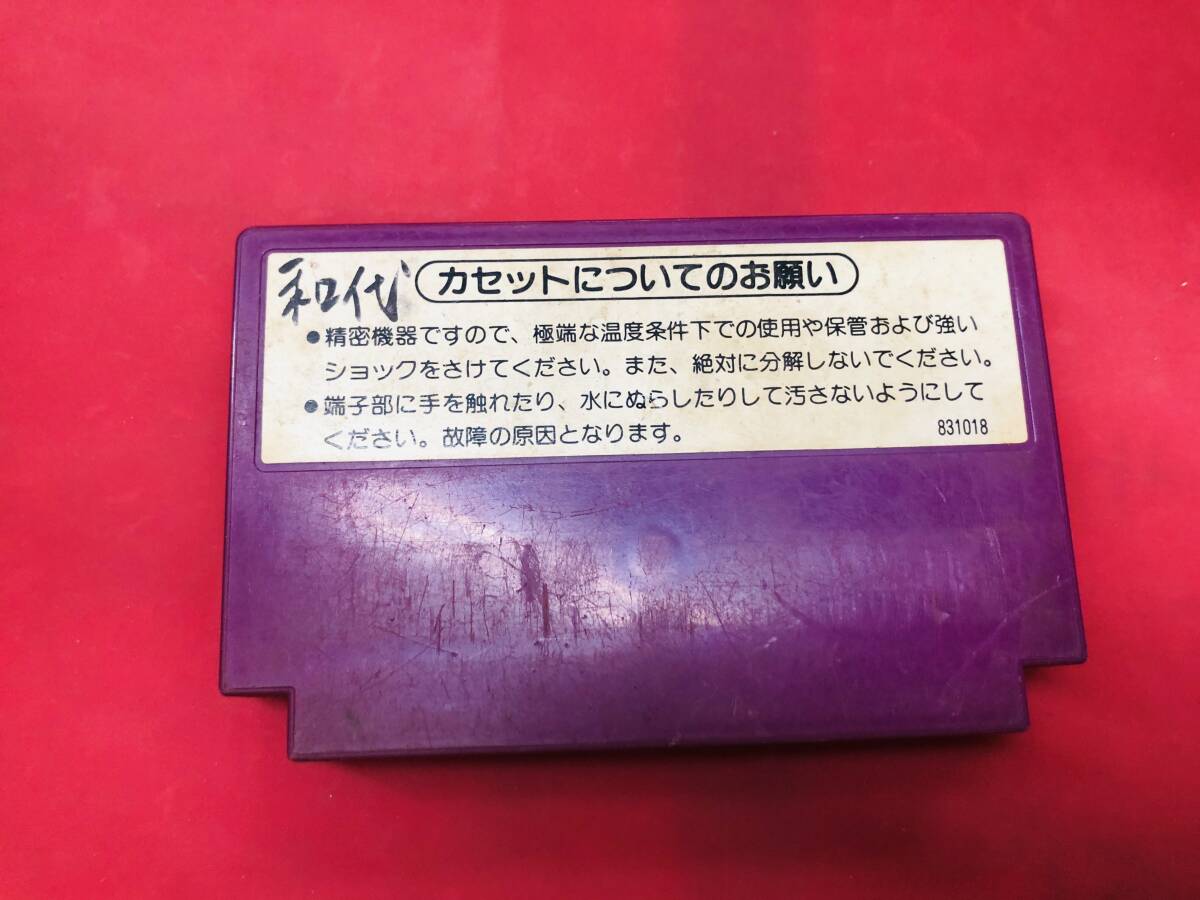 和代 カセットについてのお願い
●精密機器ですので、極端な温度条件下での使用や保管および強い
ショックをさけてください。また、絶対に分解しないでください。
●端子部に手を触れたり、水にぬらしたりして汚さないようにして
ください。故障の原因となります。 831018